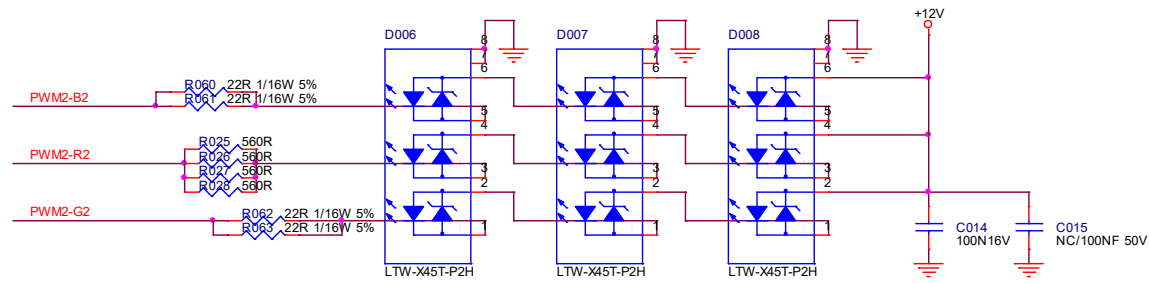 +12V
D006
D007
D008
8
7
6
8
7
6
8
7
6
PWM2-B2
R060 22R 1/16W 5%
R061 22R 1/16W 5%
5
4
5
4
5
4
PWM2-R2
R025 560R
R026 560R
R027 560R
R028 560R
3
2
3
2
3
2
PWM2-G2
R062 22R 1/16W 5%
R063 22R 1/16W 5%
1
1
1
C014
100N16V
C015
NC/100NF 50V
LTW-X45T-P2H
LTW-X45T-P2H
LTW-X45T-P2H